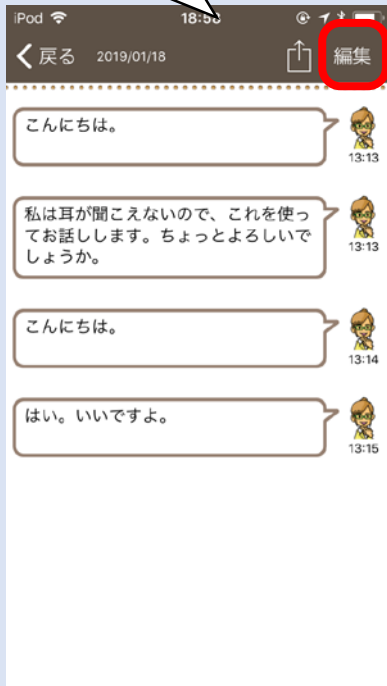 iPod 18:58
戻る 2019/01/18 編集
こんにちは。
13:13
私は耳が聞こえないので、これを使っ
てお話しします。ちょっとよろしいで
しょうか。
13:13
こんにちは。
13:14
はい。いいですよ。
13:15